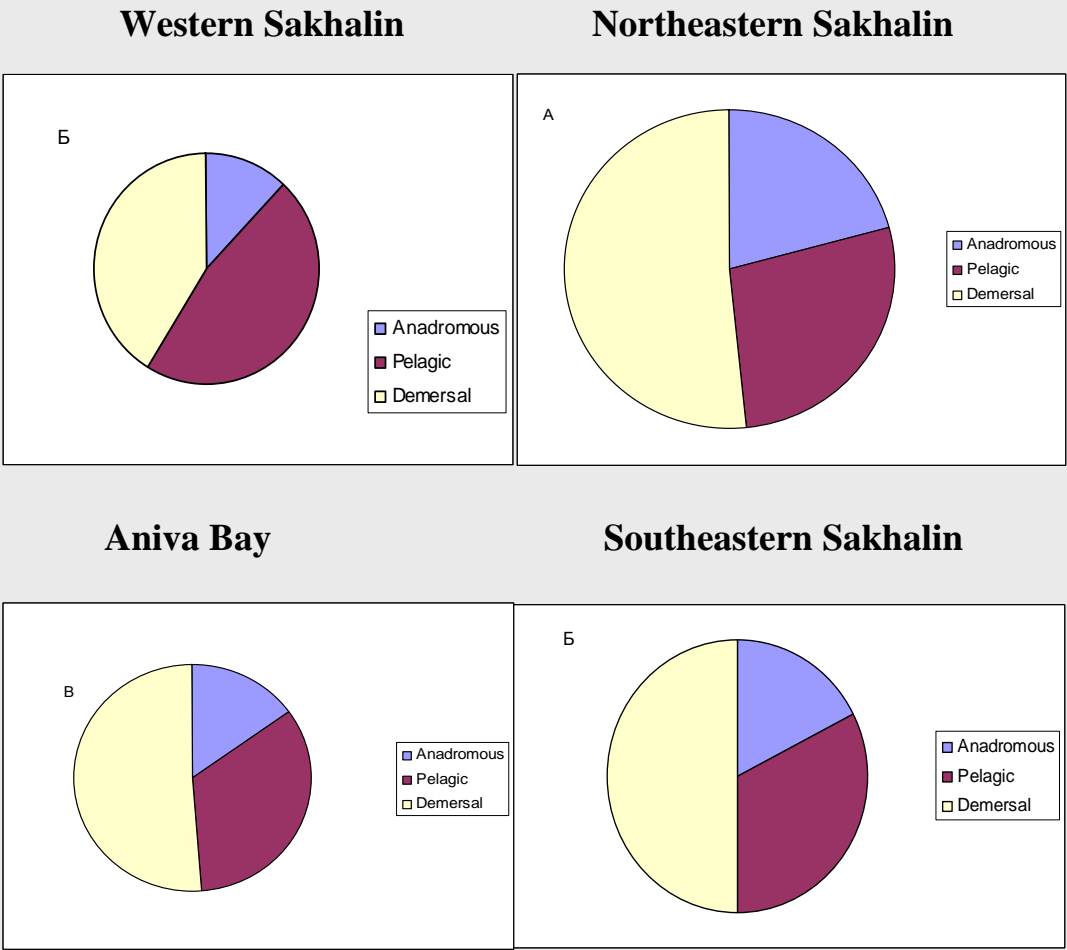 Western Sakhalin
Northeastern Sakhalin
Б
Anadromous
Pelagic
Demersal
А
Anadromous
Pelagic
Demersal
Aniva Bay
Southeastern Sakhalin
В
Anadromous
Pelagic
Demersal
Б
Anadromous
Pelagic
Demersal